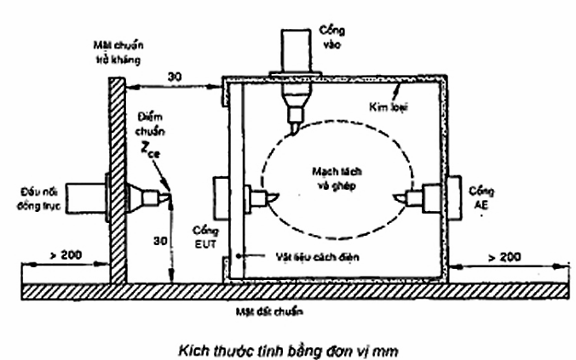 Cổng
vào
Mặt chuẩn
trở kháng
30
Kim loại
Điểm
chuẩn
Zce
Mạch tách
và ghép
Đầu nối
đồng trục
Cổng
AE
Cổng
EUT
30
> 200
Vật liệu cách điện
> 200
Mặt đất chuẩn
Kích thước tính bằng đơn vị mm